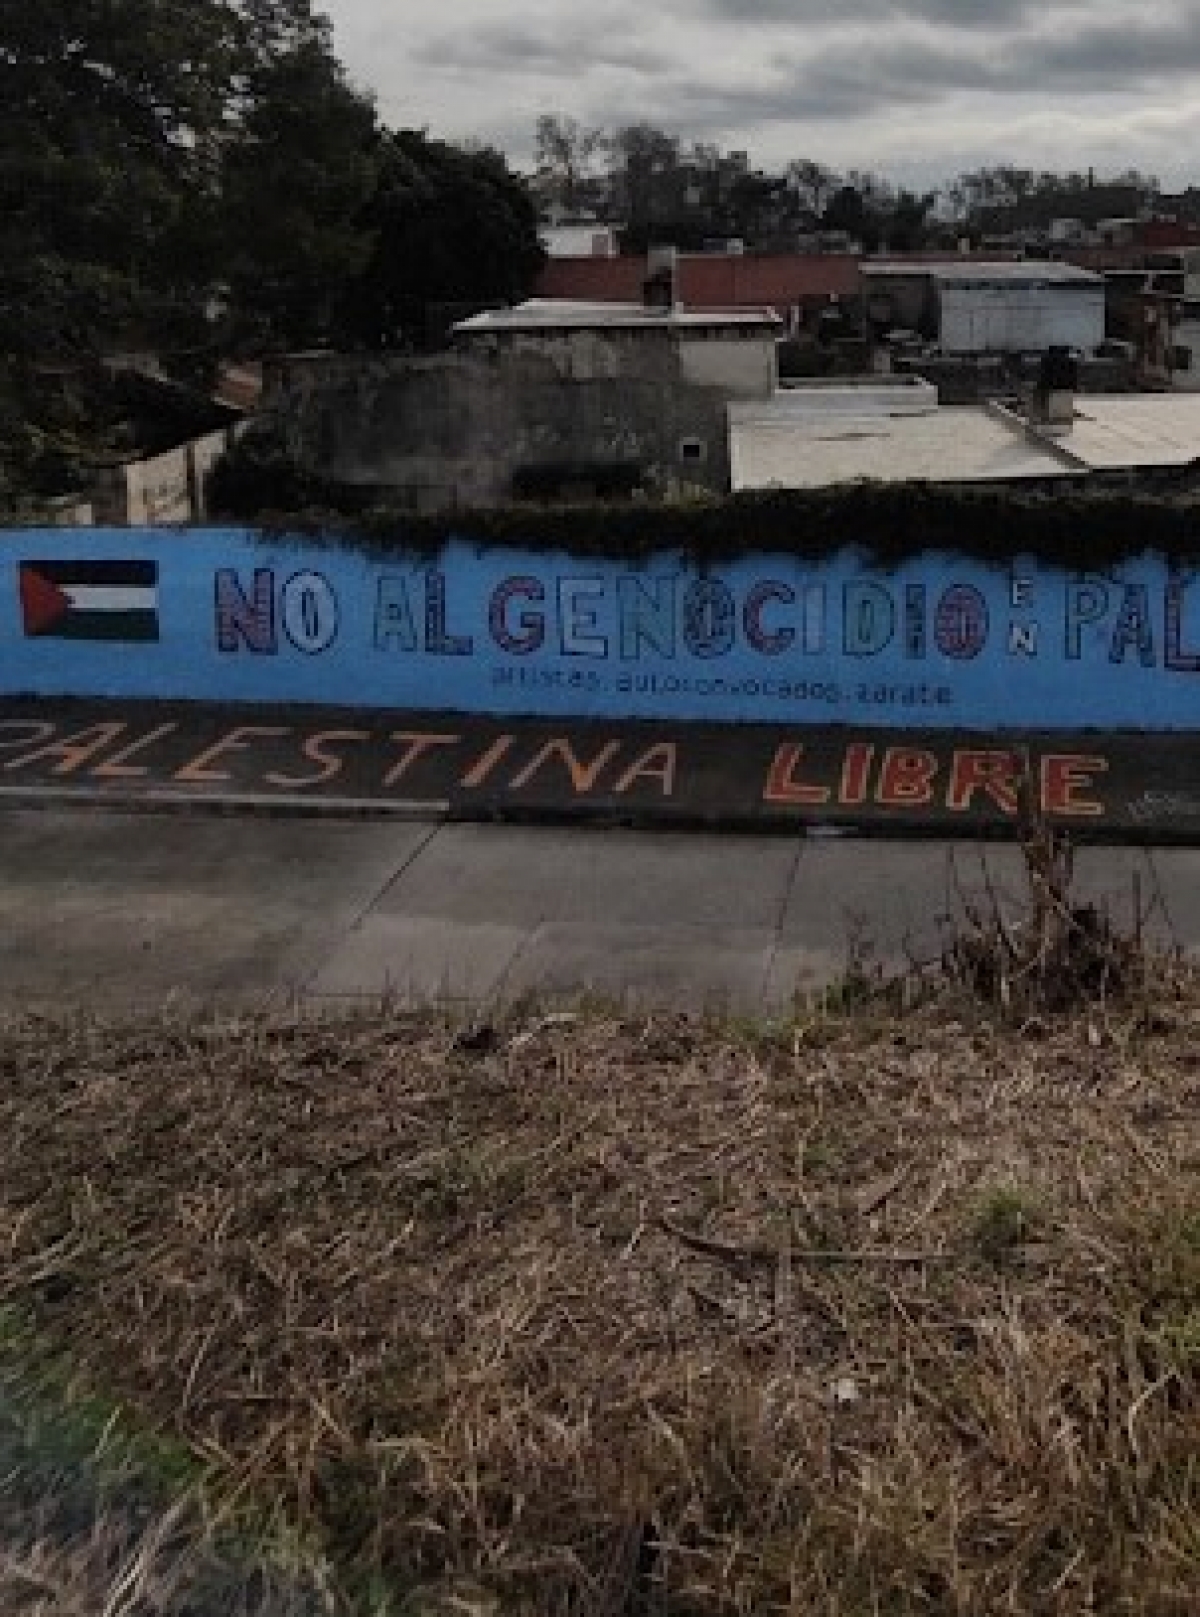 NO AL GENOCIDIO EN PAL
artistas.autoconvocados.zarate
PALESTINA LIBRE